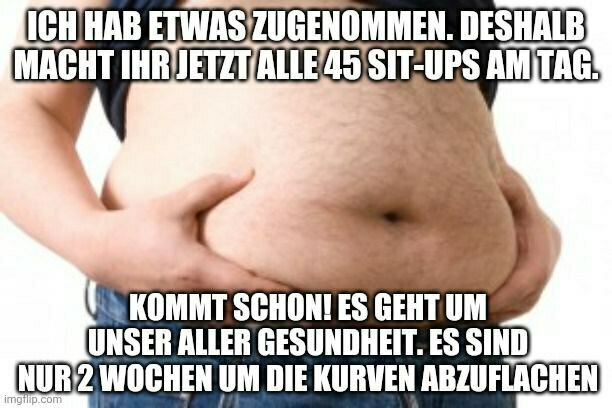 ICH HAB ETWAS ZUGENOMMEN. DESHALB
MACHT IHR JETZT ALLE 45 SIT-UPS AM TAG.
KOMMT SCHON! ES GEHT UM
UNSER ALLER GESUNDHEIT. ES SIND
NUR 2 WOCHEN UM DIE KURVEN ABZUFLACHEN
imgflip.com